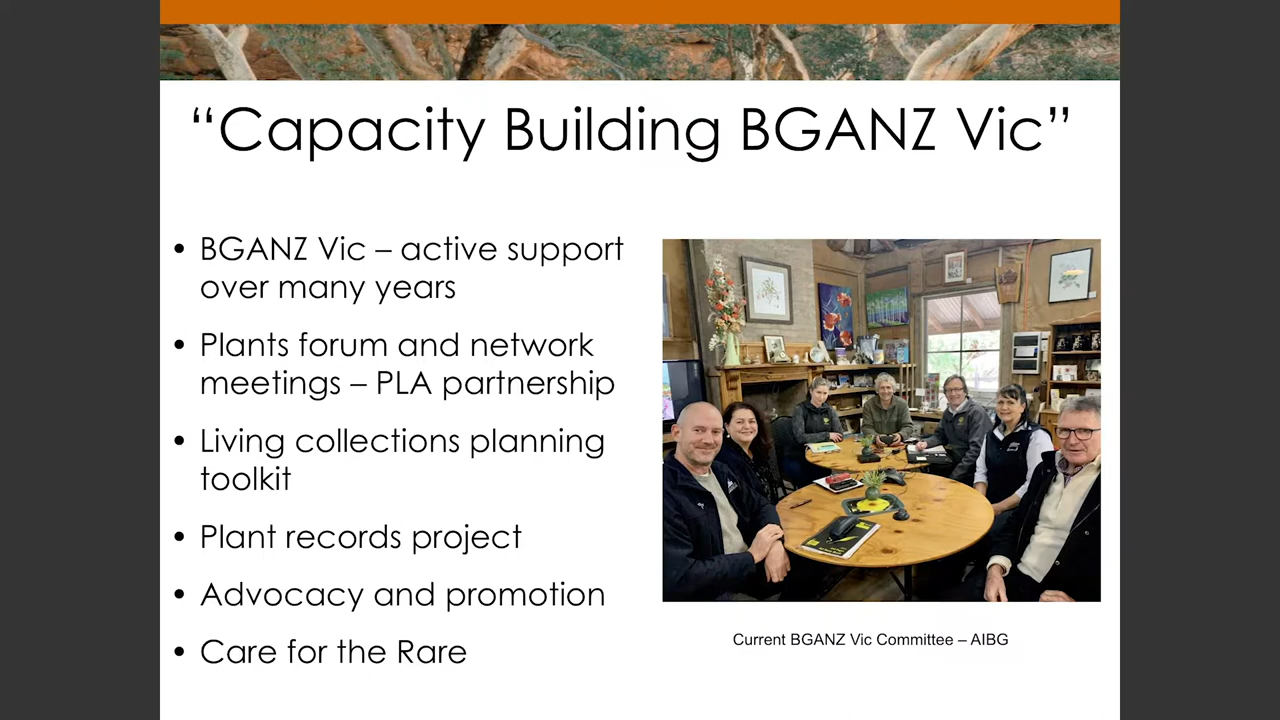 “Capacity Building BGANZ Vic”
• BGANZ Vic – active support
over many years
• Plants forum and network
meetings – PLA partnership
• Living collections planning
toolkit
• Plant records project
• Advocacy and promotion
• Care for the Rare
Current BGANZ Vic Committee – AIBG